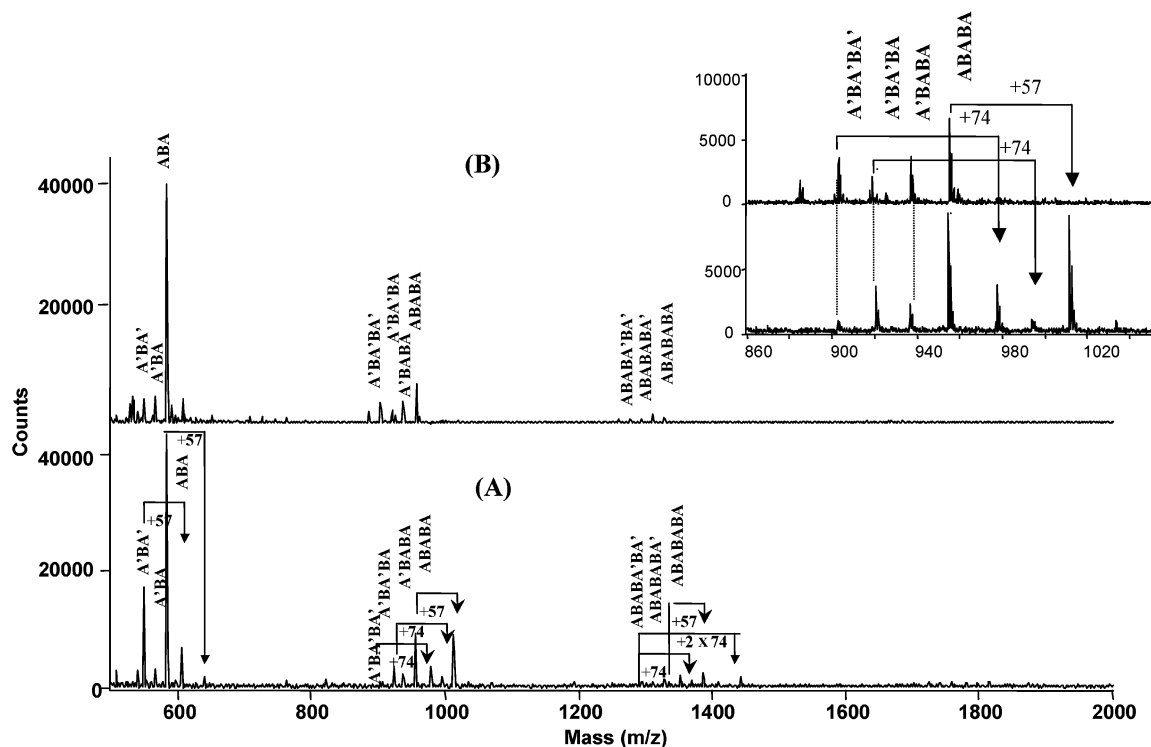 10000
5000
0
A'BA'BA'
A'BA'BA
A'BABA
ABABA
+57
+74
+74
5000
0
860
900
940
980
1020
(B)
40000
20000
ABA
A'BA'
A'BA
A'BA'BA'
A'BA'BA
A'BABA
ABABA
ABABA'BA'
ABABABA'
ABABABA
Counts
(A)
40000
20000
0
+57
ABA
+57
A'BA'
A'BA
A'BA'BA'
A'BA'BA
A'BABA
ABABA
+57
+74
+74
ABABA'BA'
ABABABA'
ABABABA
+57
+2 x 74
+74
600
800
1000
1200
1400
1600
1800
2000
Mass (m/z)